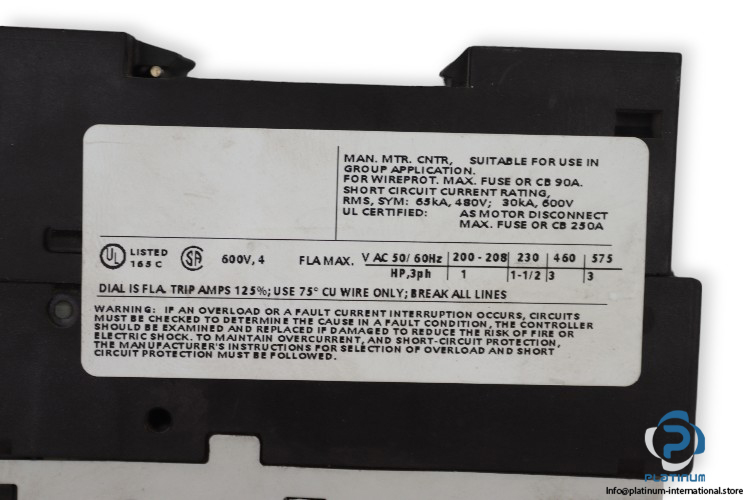 MAN. MTR. CNTR, SUITABLE FOR USE IN
GROUP APPLICATION.
FOR WIREPROT. MAX. FUSE OR CB 90A.
SHORT CIRCUIT CURRENT RATING,
RMS, SYM: 65kA, 480V; 30kA, 600V
UL CERTIFIED: AS MOTOR DISCONNECT
MAX. FUSE OR CB 250A
UL LISTED
165 C
SA
600V, 4 FLA MAX.
V AC 50/60Hz 200-208 230 460 575
HP,3ph 1 1-1/2 3 3
DIAL IS FLA. TRIP AMPS 125%; USE 75° CU WIRE ONLY; BREAK ALL LINES
WARNING: IF AN OVERLOAD OR A FAULT CURRENT INTERRUPTION OCCURS, CIRCUITS
MUST BE CHECKED TO DETERMINE THE CAUSE IN A FAULT CONDITION, THE CONTROLLER
SHOULD BE EXAMINED AND REPLACED IF DAMAGED TO REDUCE THE RISK OF FIRE OR
ELECTRIC SHOCK. TO MAINTAIN OVERCURRENT, AND SHORT-CIRCUIT PROTECTION,
THE MANUFACTURER'S INSTRUCTIONS FOR SELECTION OF OVERLOAD AND SHORT
CIRCUIT PROTECTION MUST BE FOLLOWED.
PLATINUM
info@platinum-international.store